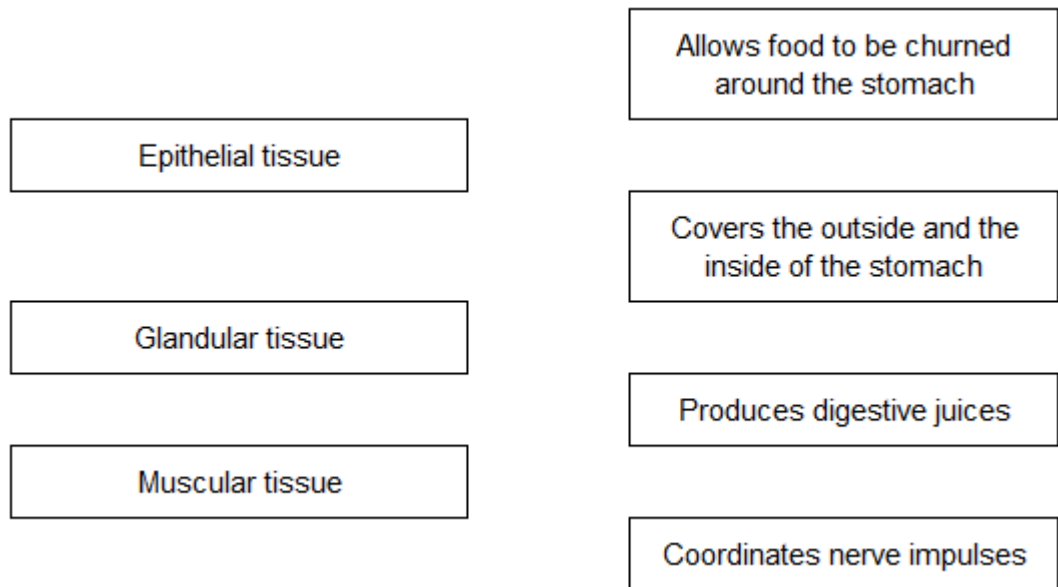 Epithelial tissue
Glandular tissue
Muscular tissue
Allows food to be churned
around the stomach
Covers the outside and the
inside of the stomach
Produces digestive juices
Coordinates nerve impulses